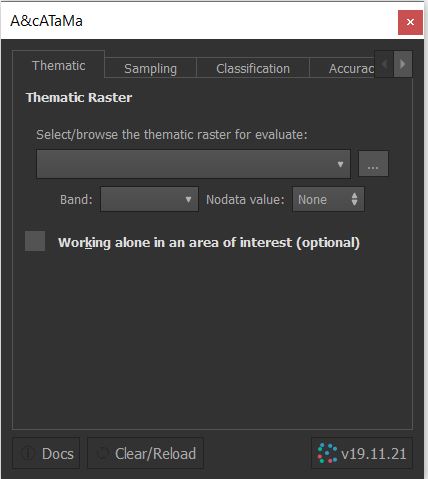 A&cATaMa
Thematic Sampling Classification Accurac
Thematic Raster
Select/browse the thematic raster for evaluate:
...
Band: Nodata value: None
Working alone in an area of interest (optional)
Docs Clear/Reload v19.11.21